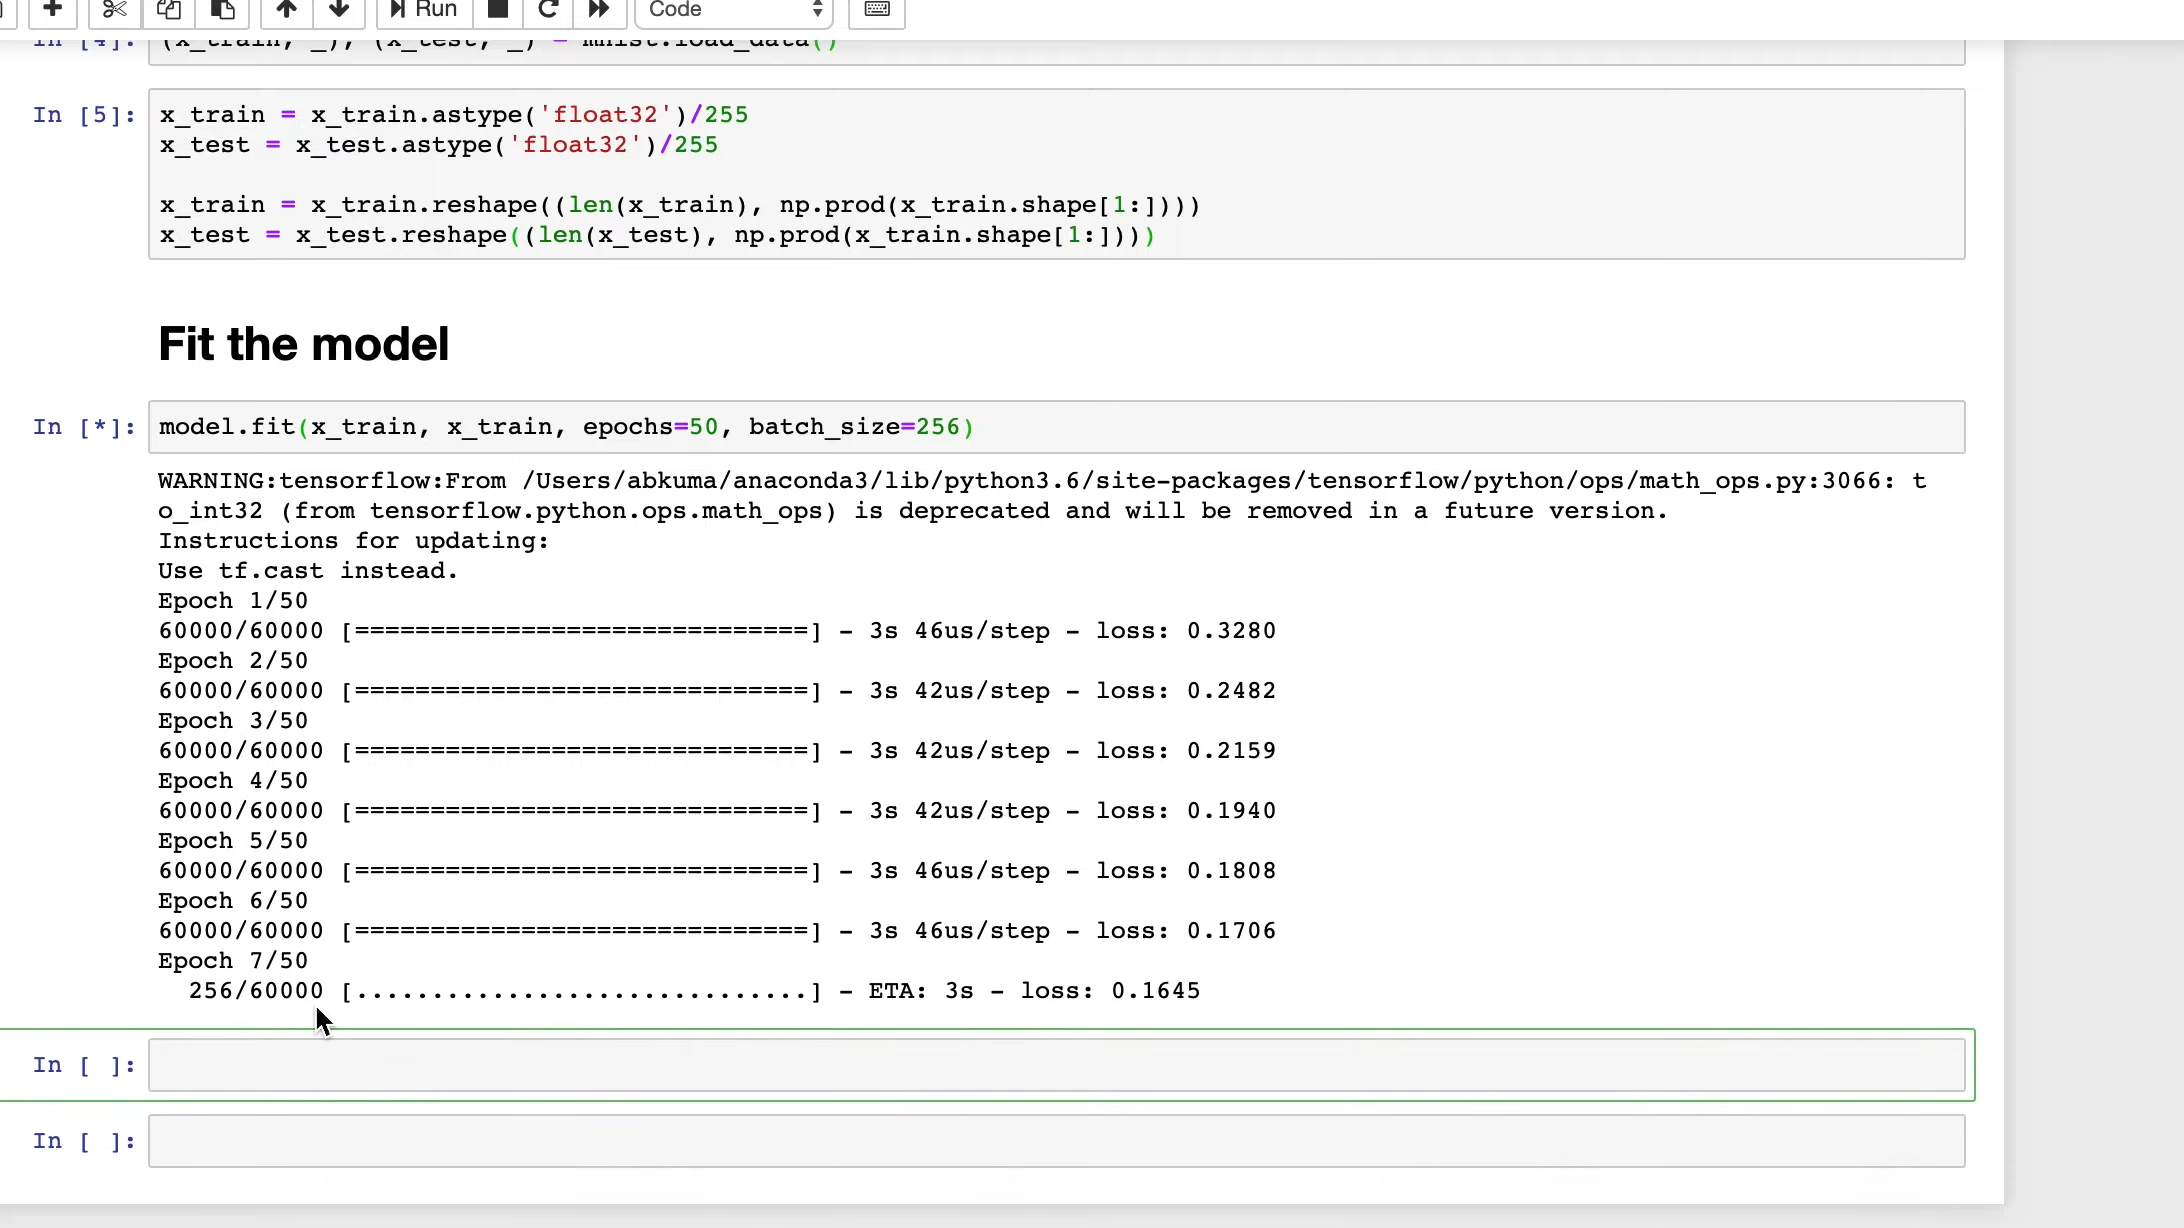 Run
Code
In [4]: (x_train, _), (x_test, _) = mnist.load_data()
In [5]: x_train = x_train.astype('float32')/255
x_test = x_test.astype('float32')/255
x_train = x_train.reshape((len(x_train), np.prod(x_train.shape[1:])))
x_test = x_test.reshape((len(x_test), np.prod(x_train.shape[1:])))
Fit the model
In [*]: model.fit(x_train, x_train, epochs=50, batch_size=256)
WARNING:tensorflow:From /Users/abkuma/anaconda3/lib/python3.6/site-packages/tensorflow/python/ops/math_ops.py:3066: t
o_int32 (from tensorflow.python.ops.math_ops) is deprecated and will be removed in a future version.
Instructions for updating:
Use tf.cast instead.
Epoch 1/50
60000/60000 [==============================] - 3s 46us/step - loss: 0.3280
Epoch 2/50
60000/60000 [==============================] - 3s 42us/step - loss: 0.2482
Epoch 3/50
60000/60000 [==============================] - 3s 42us/step - loss: 0.2159
Epoch 4/50
60000/60000 [==============================] - 3s 42us/step - loss: 0.1940
Epoch 5/50
60000/60000 [==============================] - 3s 46us/step - loss: 0.1808
Epoch 6/50
60000/60000 [==============================] - 3s 46us/step - loss: 0.1706
Epoch 7/50
256/60000 [..............................] - ETA: 3s - loss: 0.1645
In [ ]:
In [ ]: